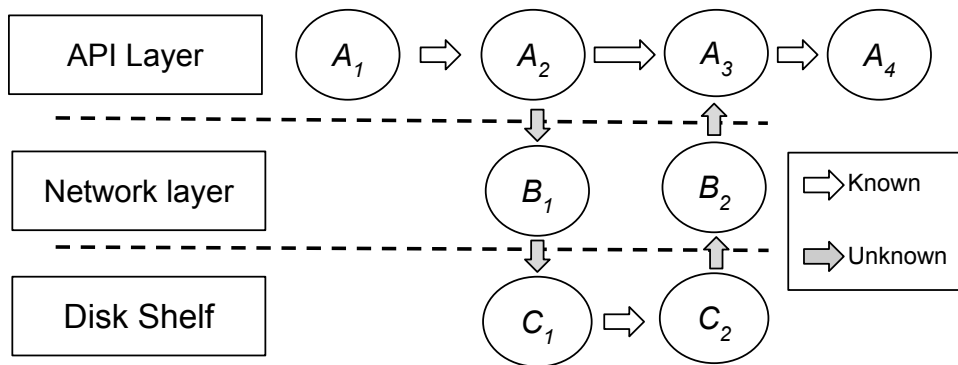 API Layer A1 A2 A3 A4
Network layer B1 B2 Known
Unknown
Disk Shelf C1 C2